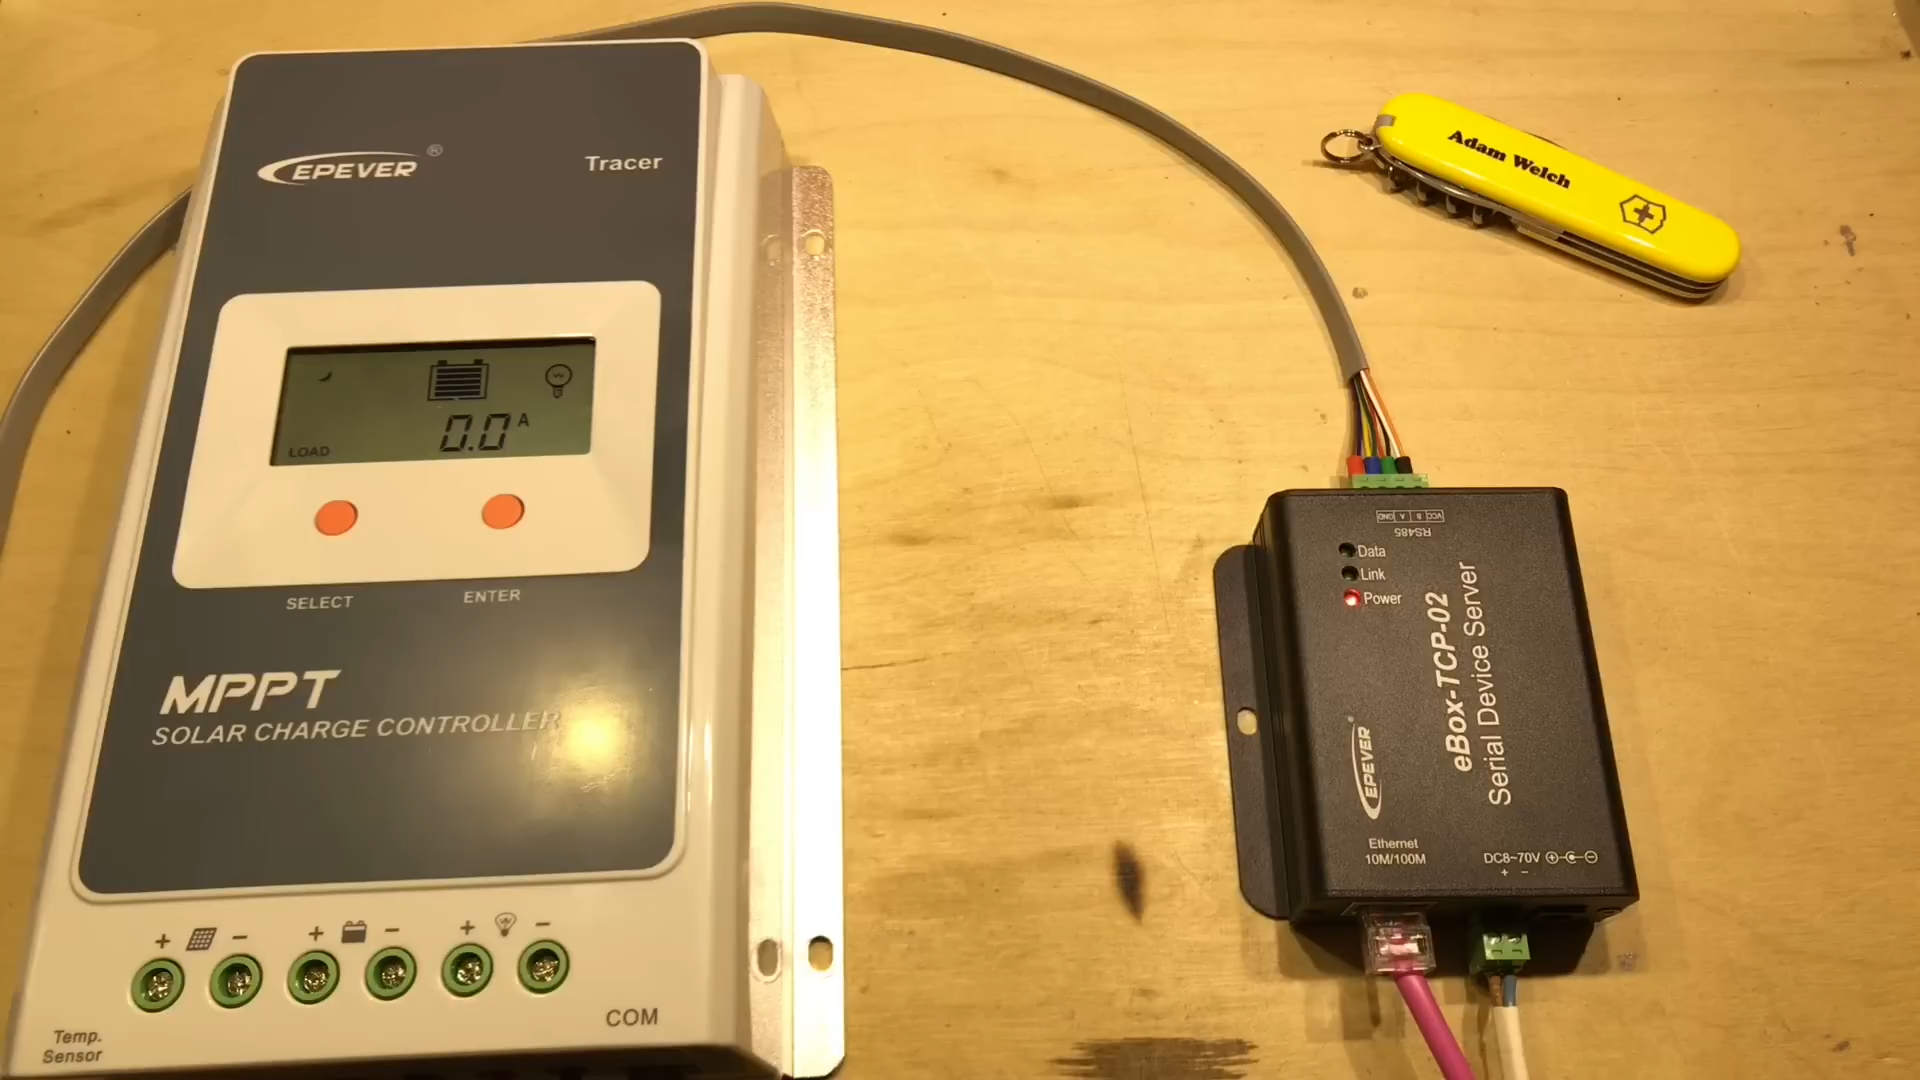 EPEVER ®
Tracer
LOAD
0.0 A
SELECT
ENTER
MPPT
SOLAR CHARGE CONTROLLER
+ - + - + -
Temp.
Sensor
COM
Adam Welch
GND A B VCC
RS485
Data
Link
Power
eBox-TCP-02
Serial Device Server
EPEVER ®
Ethernet
10M/100M
DC8~70V
+ -